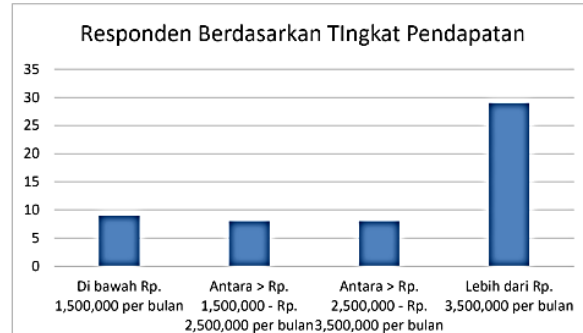 Responden Berdasarkan TIngkat Pendapatan
35
30
25
20
15
10
5
0
Di bawah Rp.
1,500,000 per bulan
Antara > Rp.
1,500,000 - Rp.
2,500,000 per bulan
Antara > Rp.
2,500,000 - Rp.
3,500,000 per bulan
Lebih dari Rp.
3,500,000 per bulan